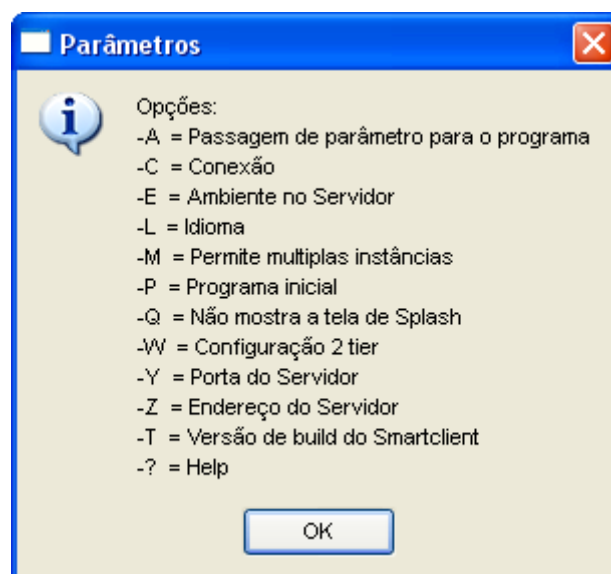 Parâmetros
Opções:
-A = Passagem de parâmetro para o programa
-C = Conexão
-E = Ambiente no Servidor
-L = Idioma
-M = Permite multiplas instâncias
-P = Programa inicial
-Q = Não mostra a tela de Splash
-W = Configuração 2 tier
-Y = Porta do Servidor
-Z = Endereço do Servidor
-T = Versão de build do Smartclient
-? = Help
OK